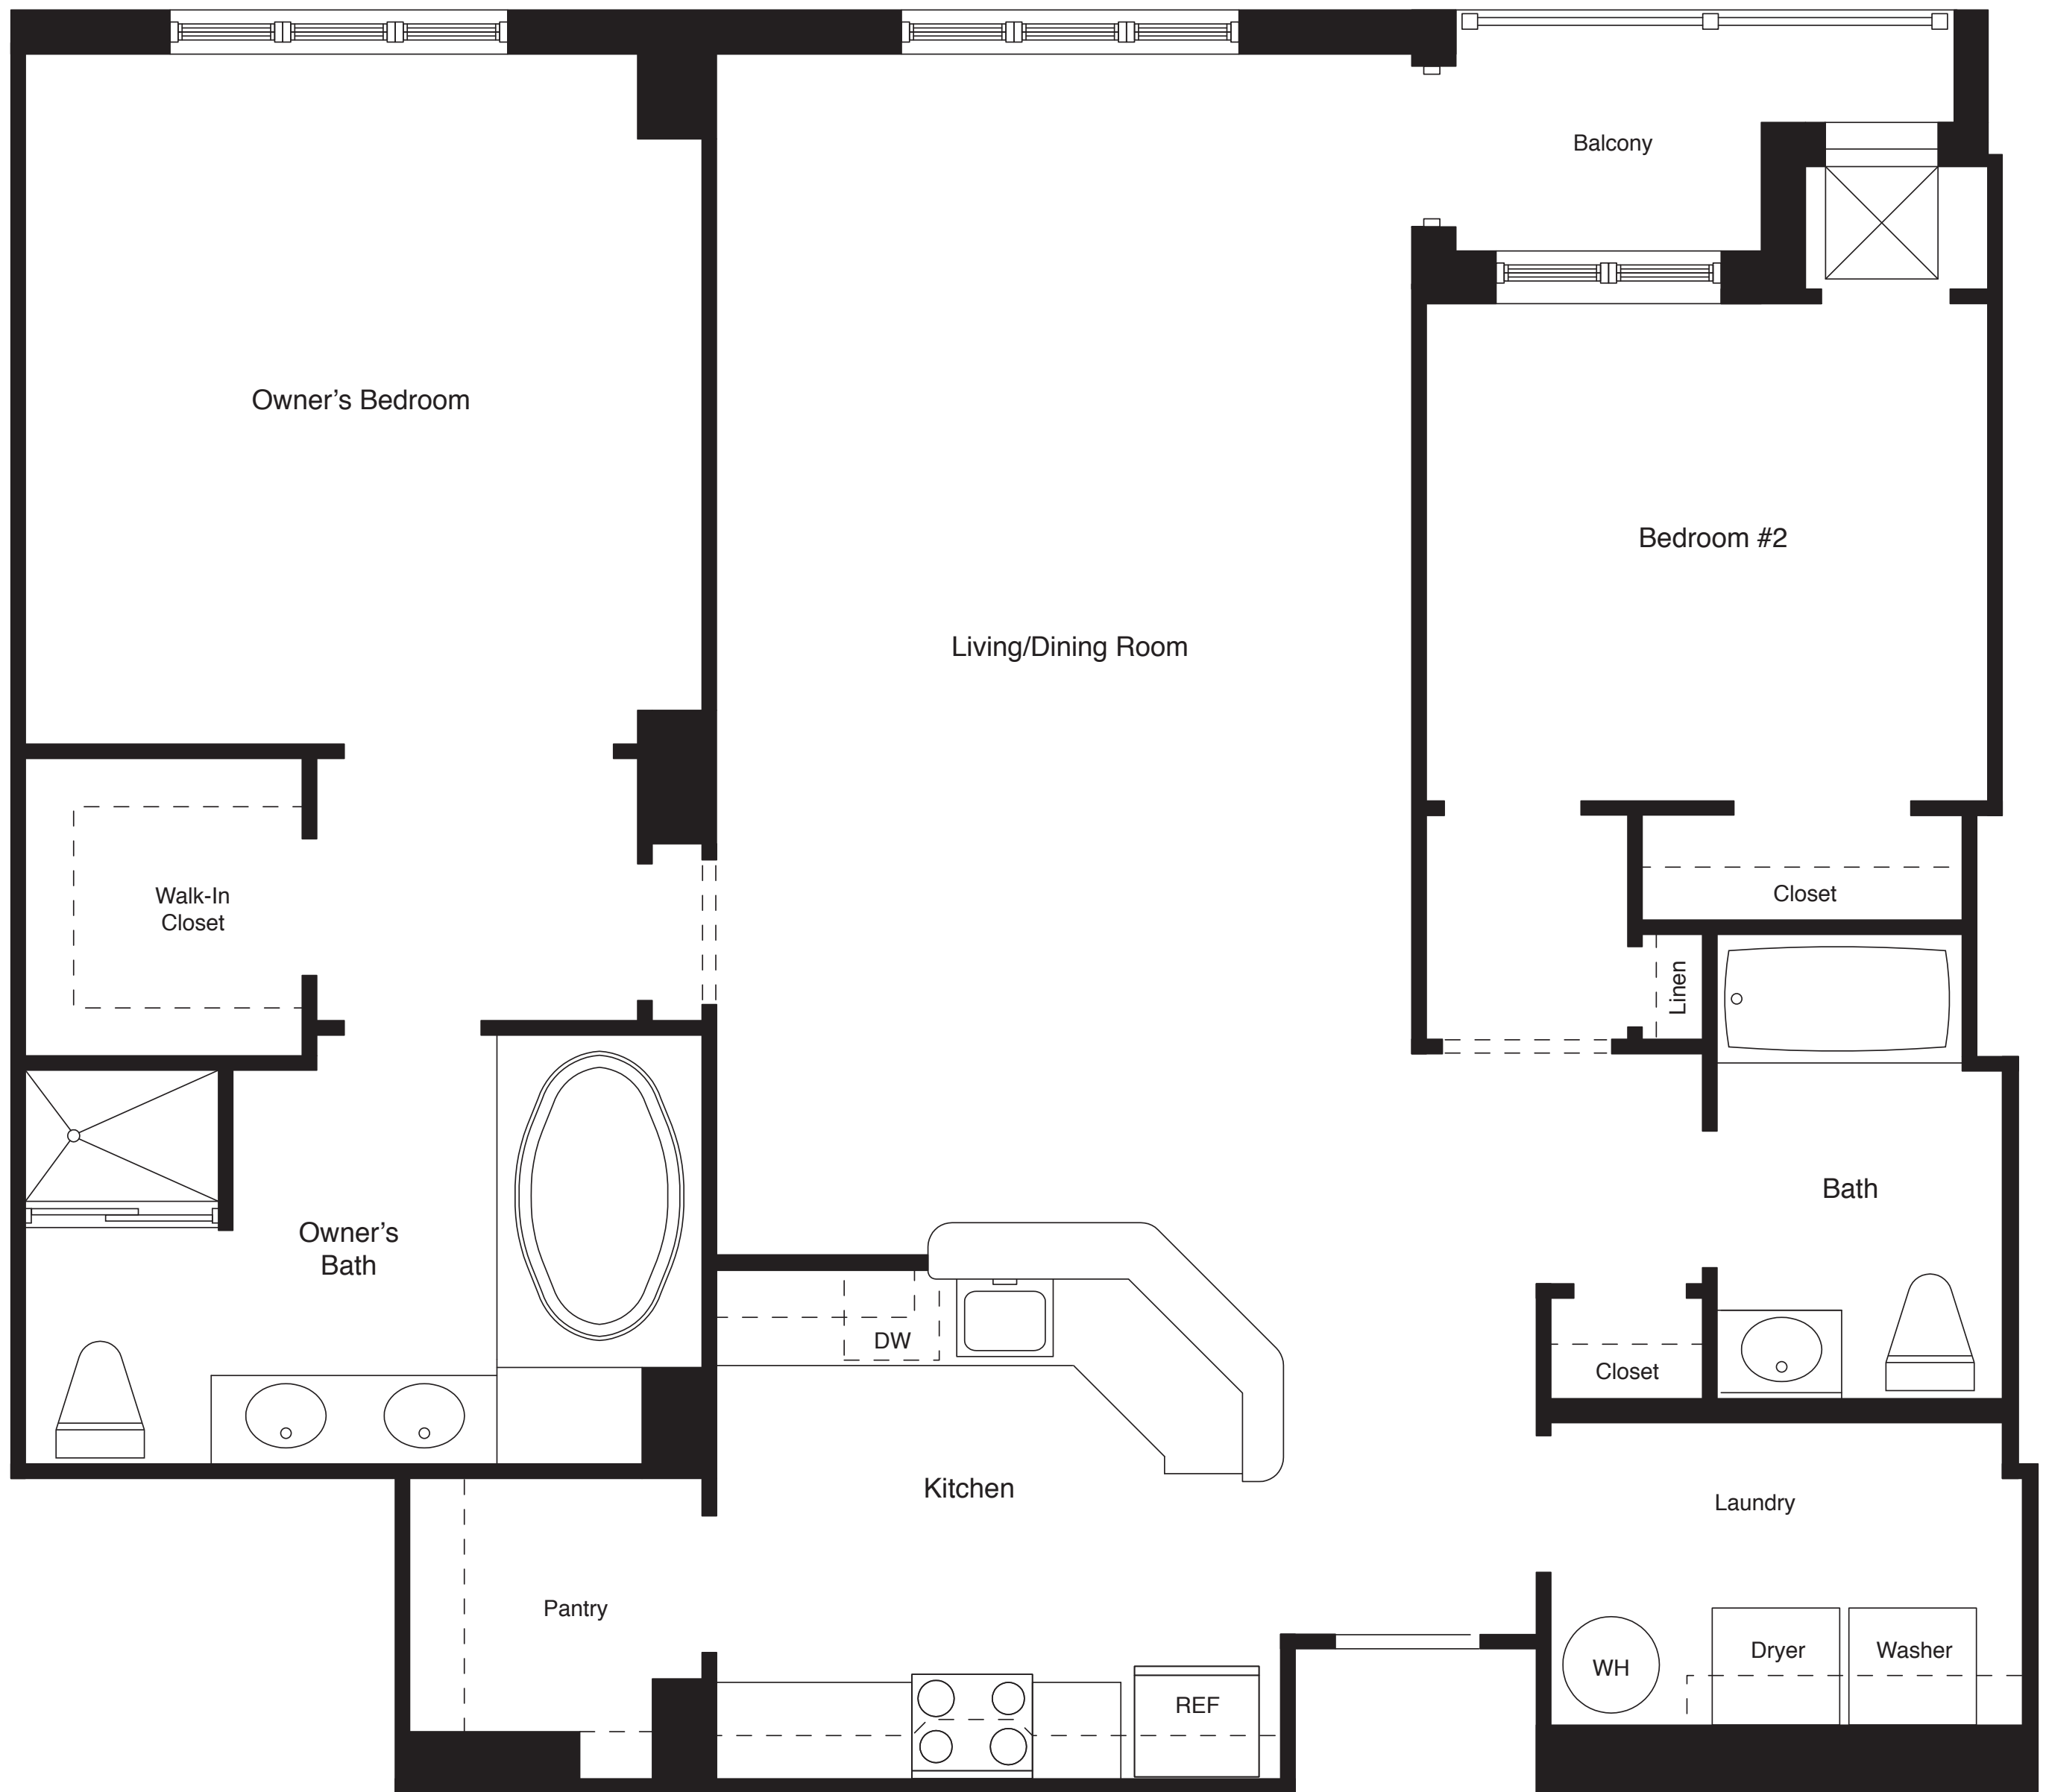 Balcony
Owner’s Bedroom
Bedroom #2
Living/Dining Room
Walk-In
Closet
Closet
Linen
Bath
Owner’s
Bath
DW
Closet
Kitchen
Laundry
Pantry
Dryer
Washer
WH
REF